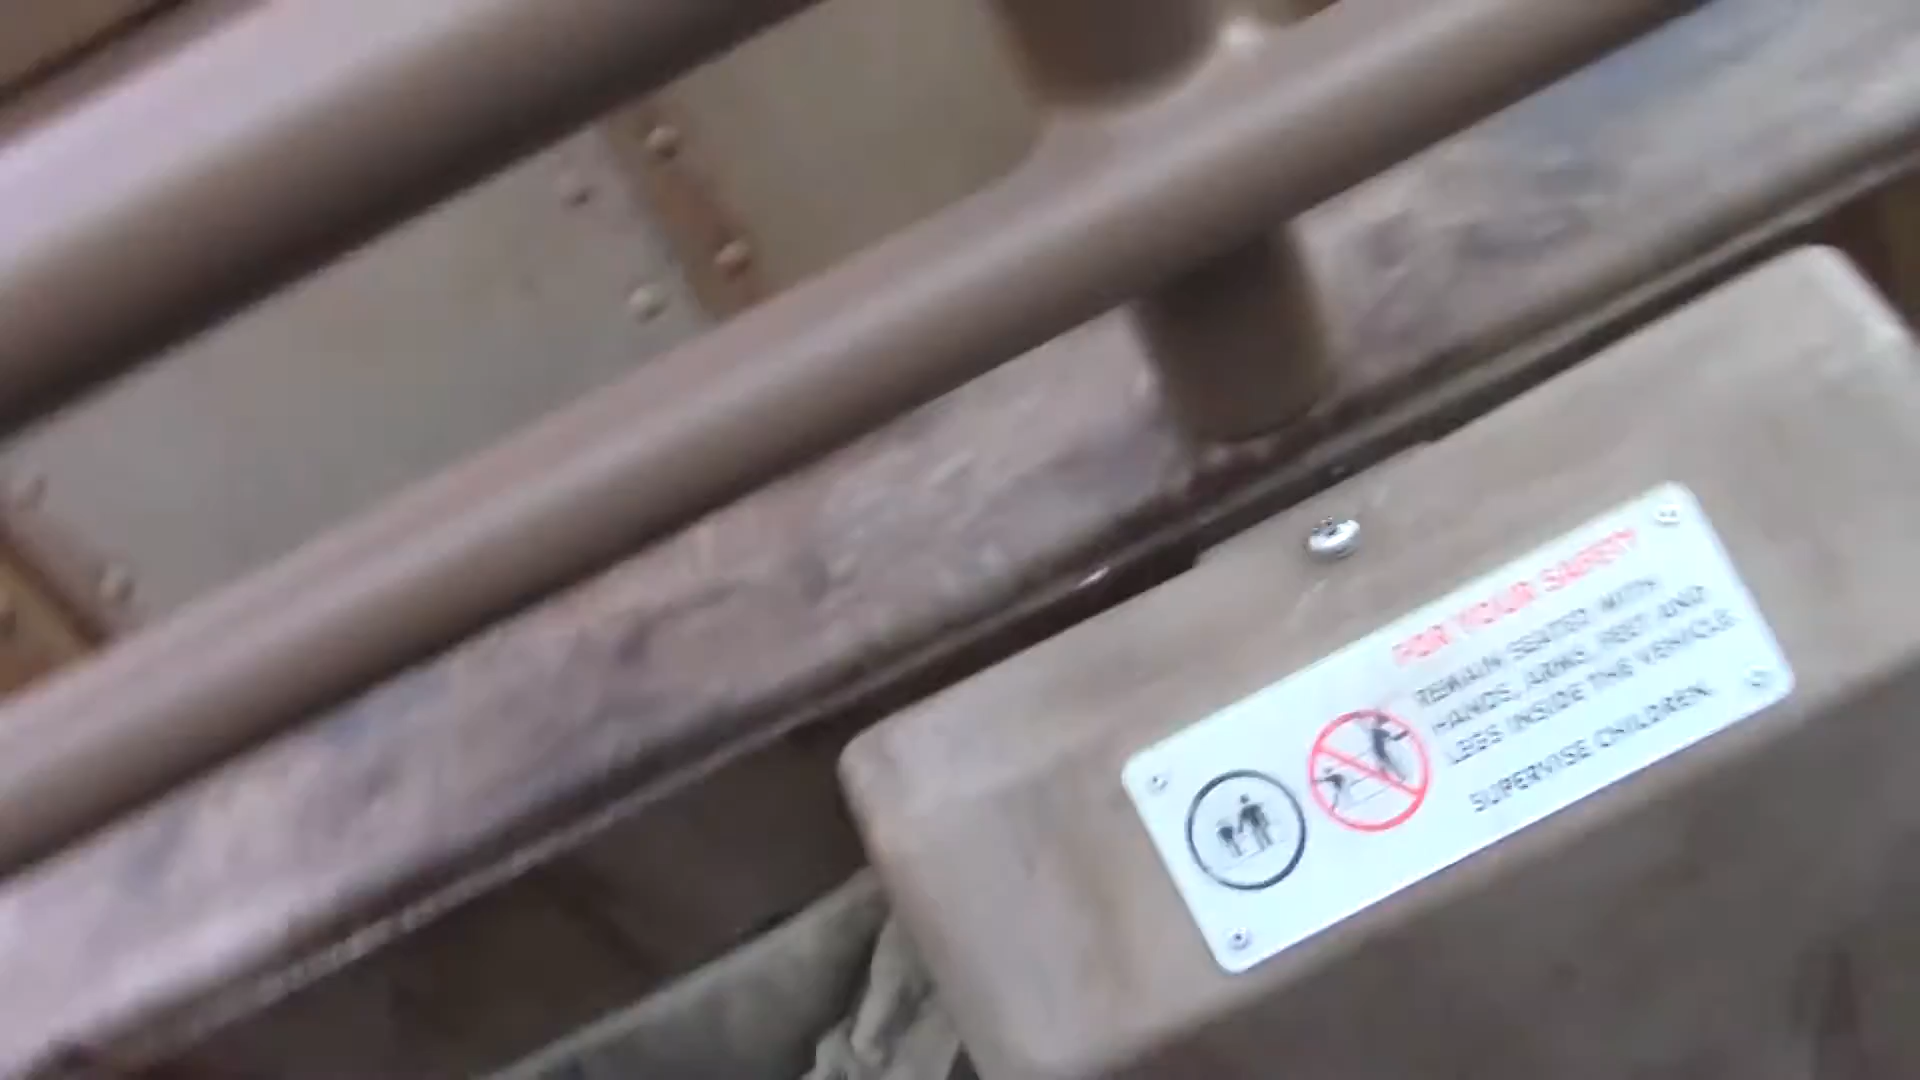 FOR YOUR SAFETY
REMAIN SEATED WITH
HANDS, ARMS, FEET AND
LEGS INSIDE THE VEHICLE.
SUPERVISE CHILDREN.